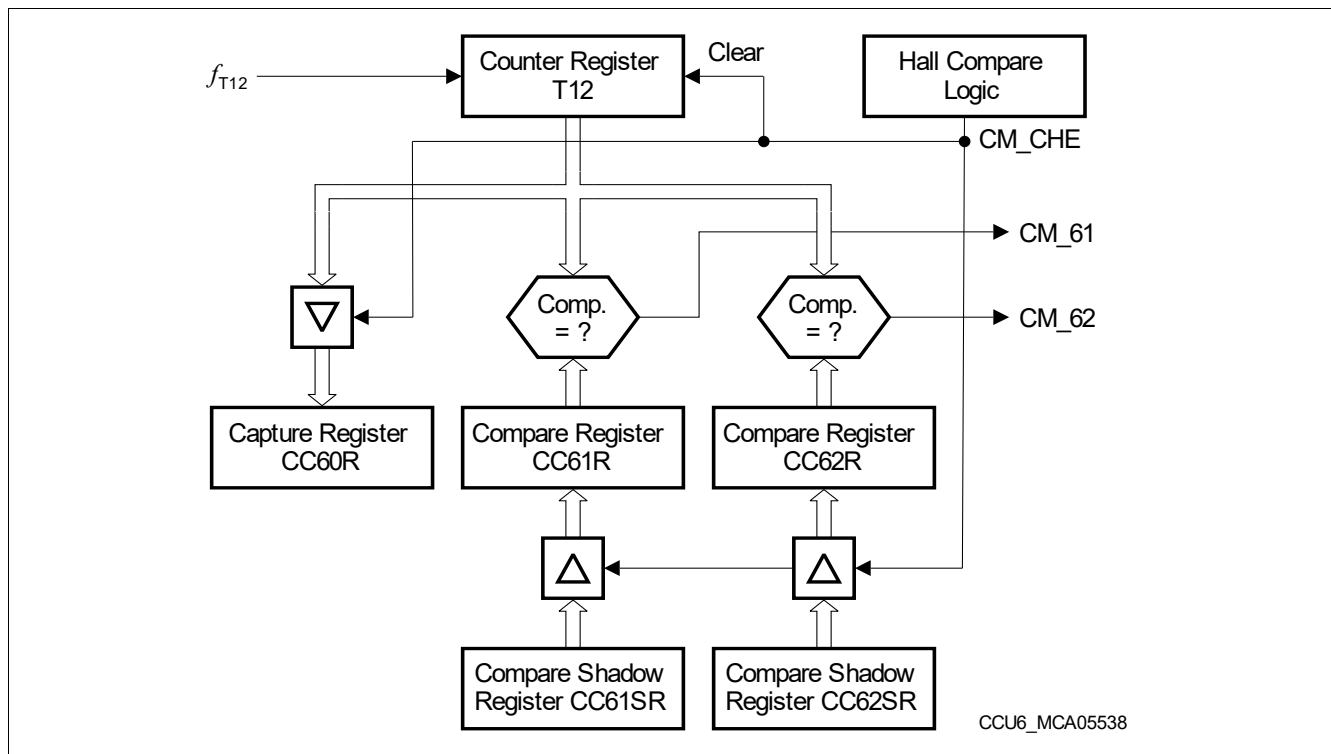 Counter Register
T12
Clear
Hall Compare
Logic
fT12
CM_CHE
CM_61
Comp.
= ?
Comp.
= ?
CM_62
Capture Register
CC60R
Compare Register
CC61R
Compare Register
CC62R
Compare Shadow
Register CC61SR
Compare Shadow
Register CC62SR
CCU6_MCA05538